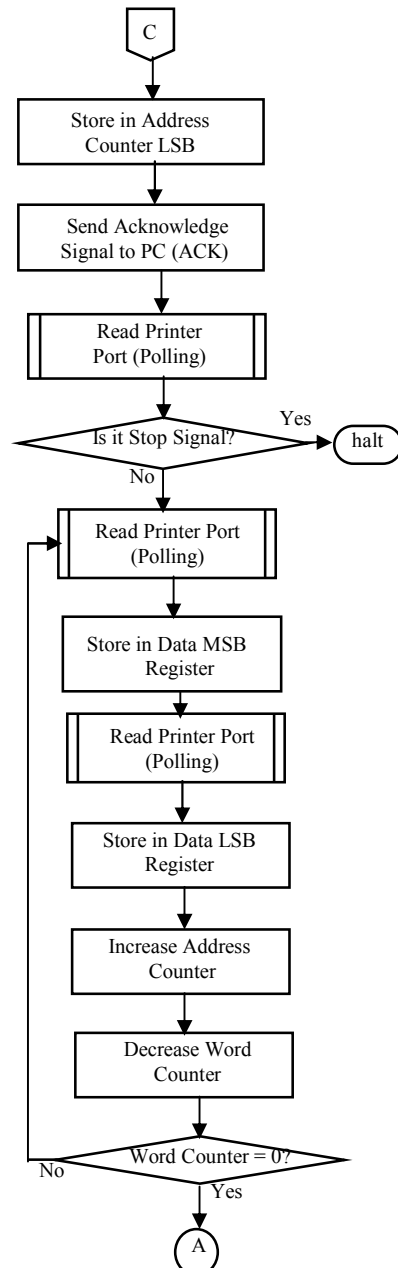 C
Store in Address
Counter LSB
Send Acknowledge
Signal to PC (ACK)
Read Printer
Port (Polling)
Is it Stop Signal?
Yes
halt
No
Read Printer Port
(Polling)
Store in Data MSB
Register
Read Printer Port
(Polling)
Store in Data LSB
Register
Increase Address
Counter
Decrease Word
Counter
Word Counter = 0?
No
Yes
A